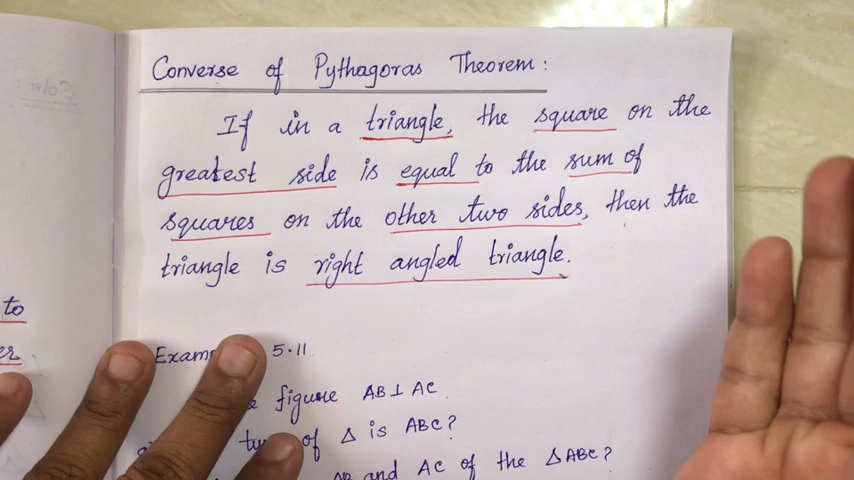 Converse of Pythagoras Theorem:
If in a triangle, the square on the
greatest side is equal to the sum of
squares on the other two sides, then the
triangle is right angled triangle.
to
5.11
figure AB⊥AC
of Δ is ABC?
and AC of the ΔABC?